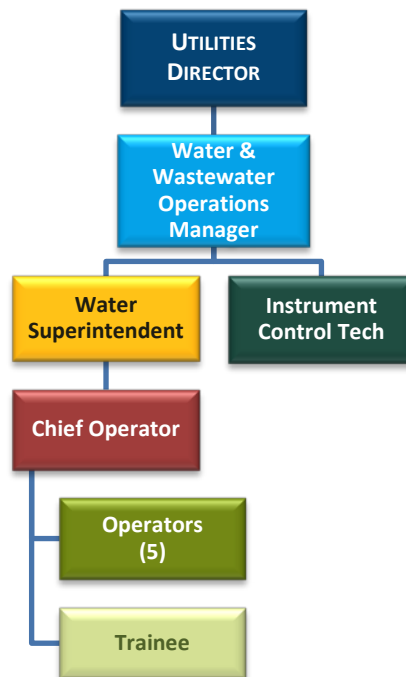 UTILITIES
DIRECTOR
Water &
Wastewater
Operations
Manager
Water
Superintendent
Instrument
Control Tech
Chief Operator
Operators
(5)
Trainee